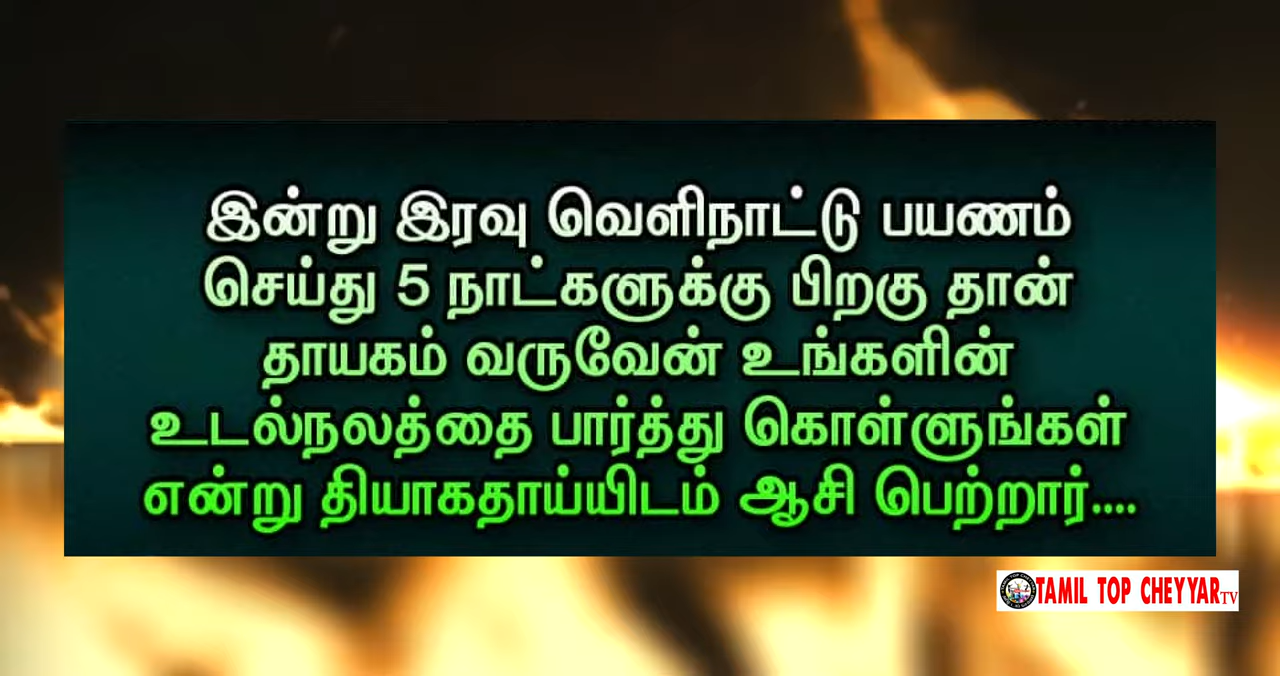 இன்று இரவு வெளிநாட்டு பயணம்
செய்து 5 நாட்களுக்கு பிறகு தான்
தாயகம் வருவேன் உங்களின்
உடல்நலத்தை பார்த்து கொள்ளுங்கள்
என்று தியாகதாய்யிடம் ஆசி பெற்றார்....
TAMIL TOP CHEYYAR TV